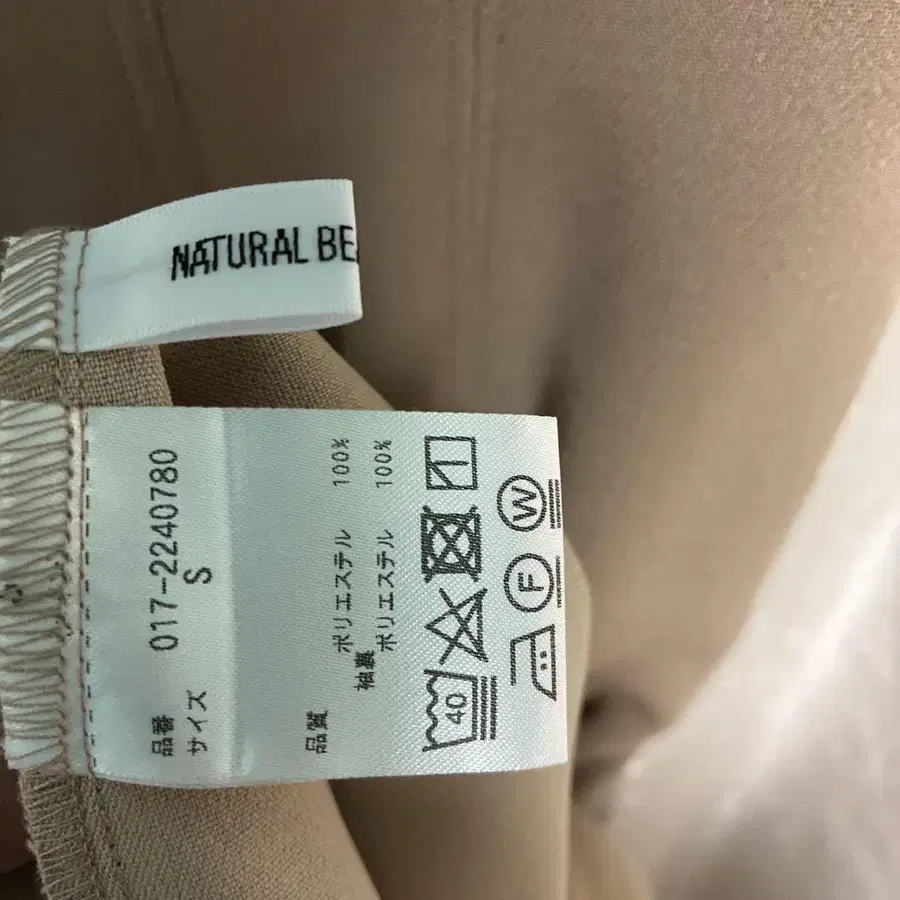 NATURAL BE
品番 017-2240780
サイズ S
品質 ポリエステル 100%
袖裏
ポリエステル 100%
40
F W